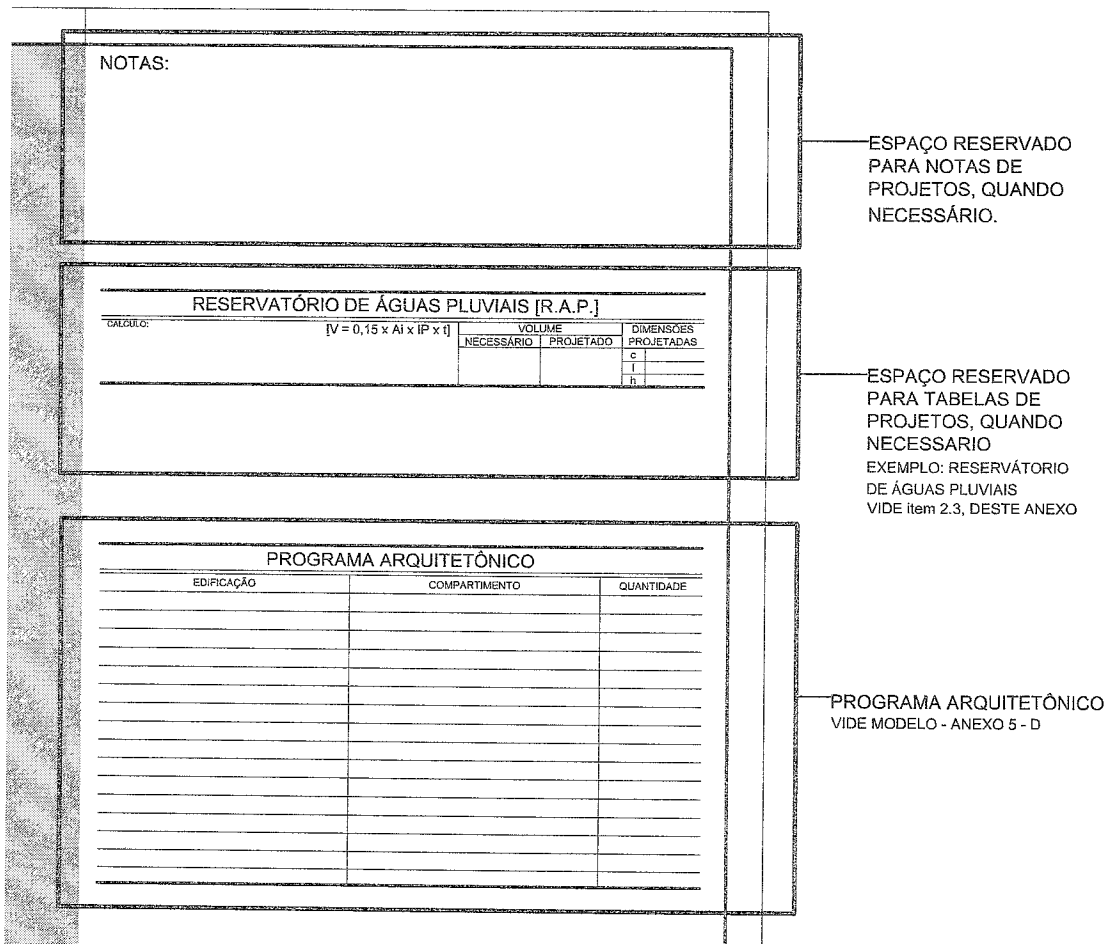 NOTAS:
ESPAÇO RESERVADO
PARA NOTAS DE
PROJETOS, QUANDO
NECESSÁRIO.
RESERVATÓRIO DE ÁGUAS PLUVIAIS [R.A.P.]
CALCULO:
[V = 0,15 x Ai x IP x t]
VOLUME
DIMENSÕES
NECESSÁRIO PROJETADO PROJETADAS
c
l
h
ESPAÇO RESERVADO
PARA TABELAS DE
PROJETOS, QUANDO
NECESSARIO
EXEMPLO: RESERVÁTORIO
DE ÁGUAS PLUVIAIS
VIDE item 2.3, DESTE ANEXO
PROGRAMA ARQUITETÔNICO
EDIFICAÇÃO COMPARTIMENTO QUANTIDADE
PROGRAMA ARQUITETÔNICO
VIDE MODELO - ANEXO 5 - D